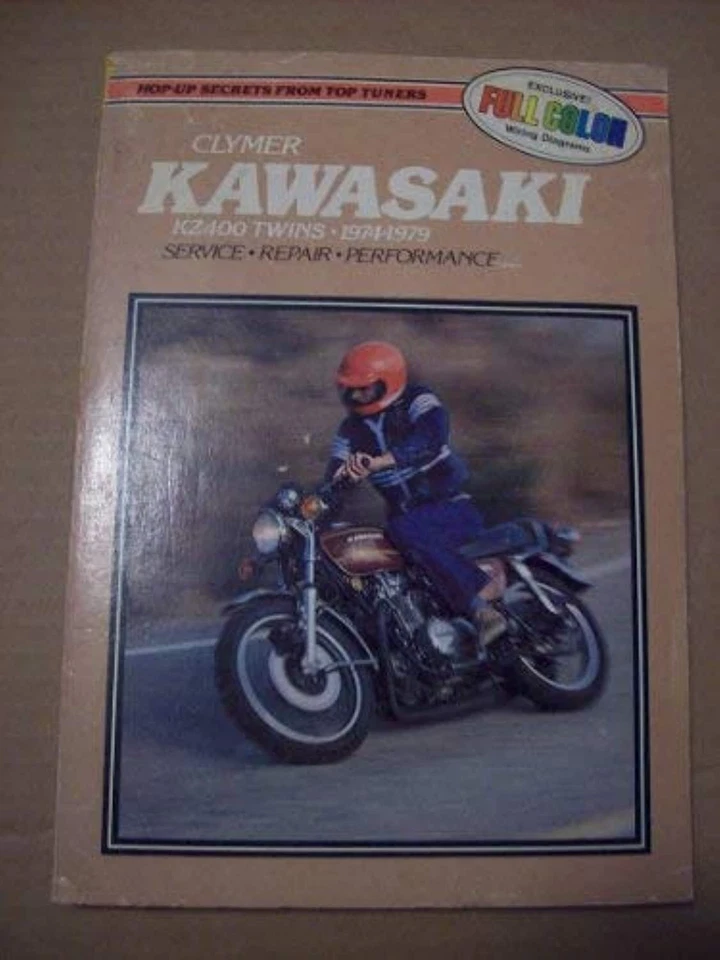 HOP-UP SECRETS FROM TOP TUNERS
EXCLUSIVE!
FULL COLOR
Wiring Diagrams
CLYMER
KAWASAKI
KZ400 TWINS • 1974-1979
SERVICE • REPAIR • PERFORMANCE
KAWASAKI